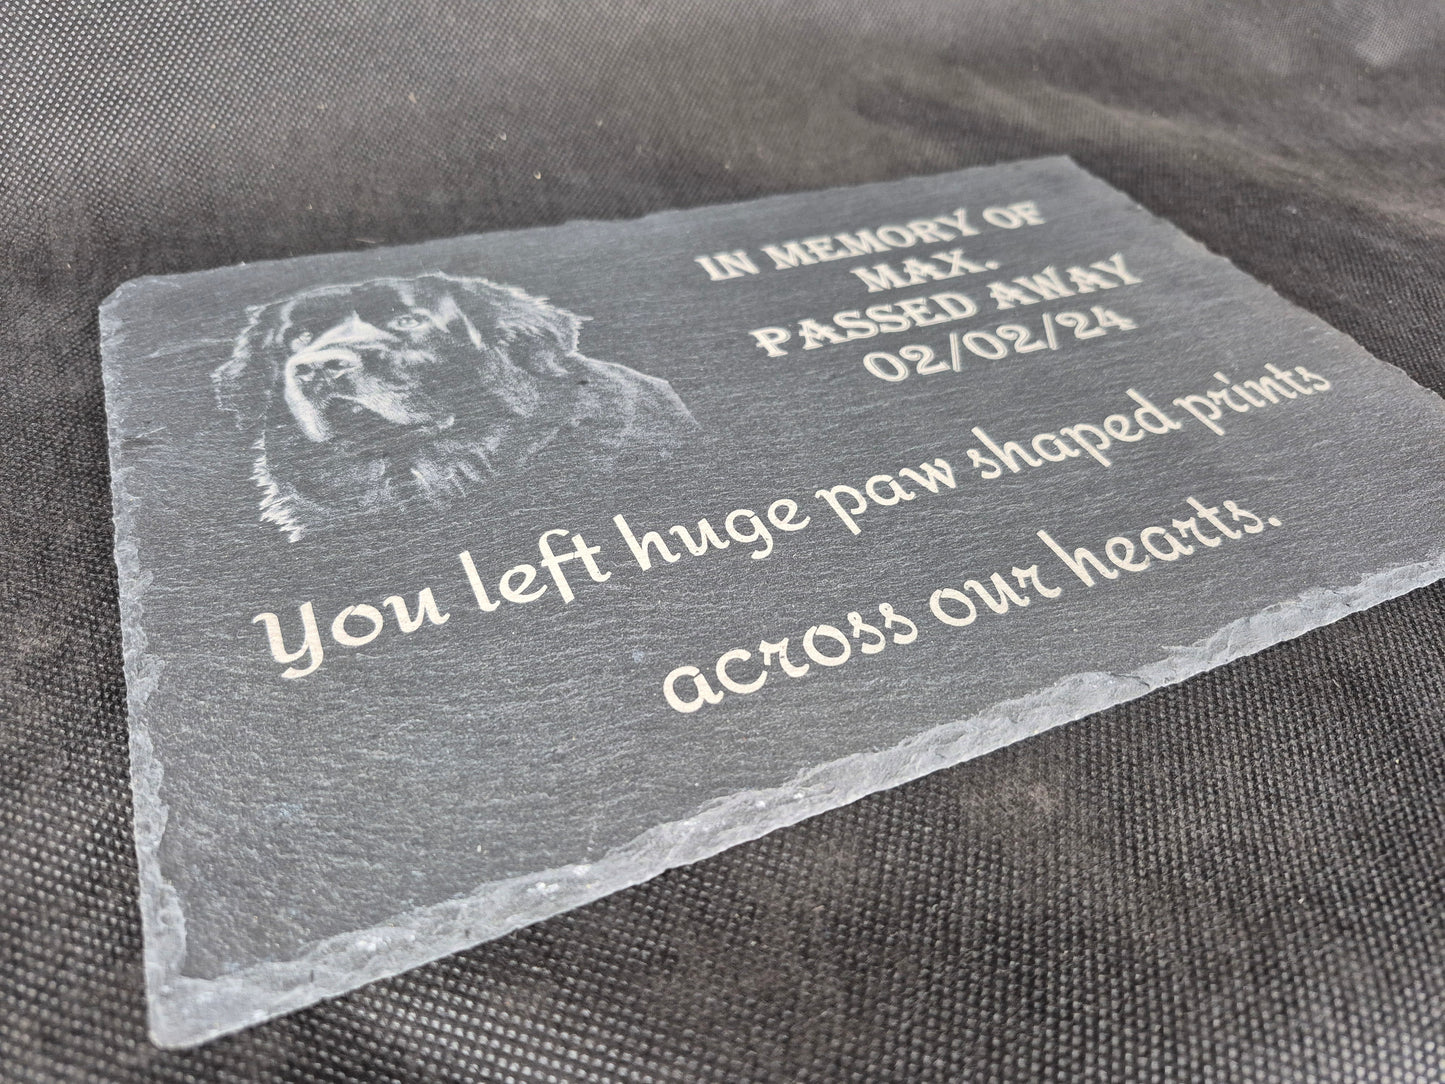 IN MEMORY OF
MAX.
PASSED AWAY
02/02/24
You left huge paw shaped prints
across our hearts.